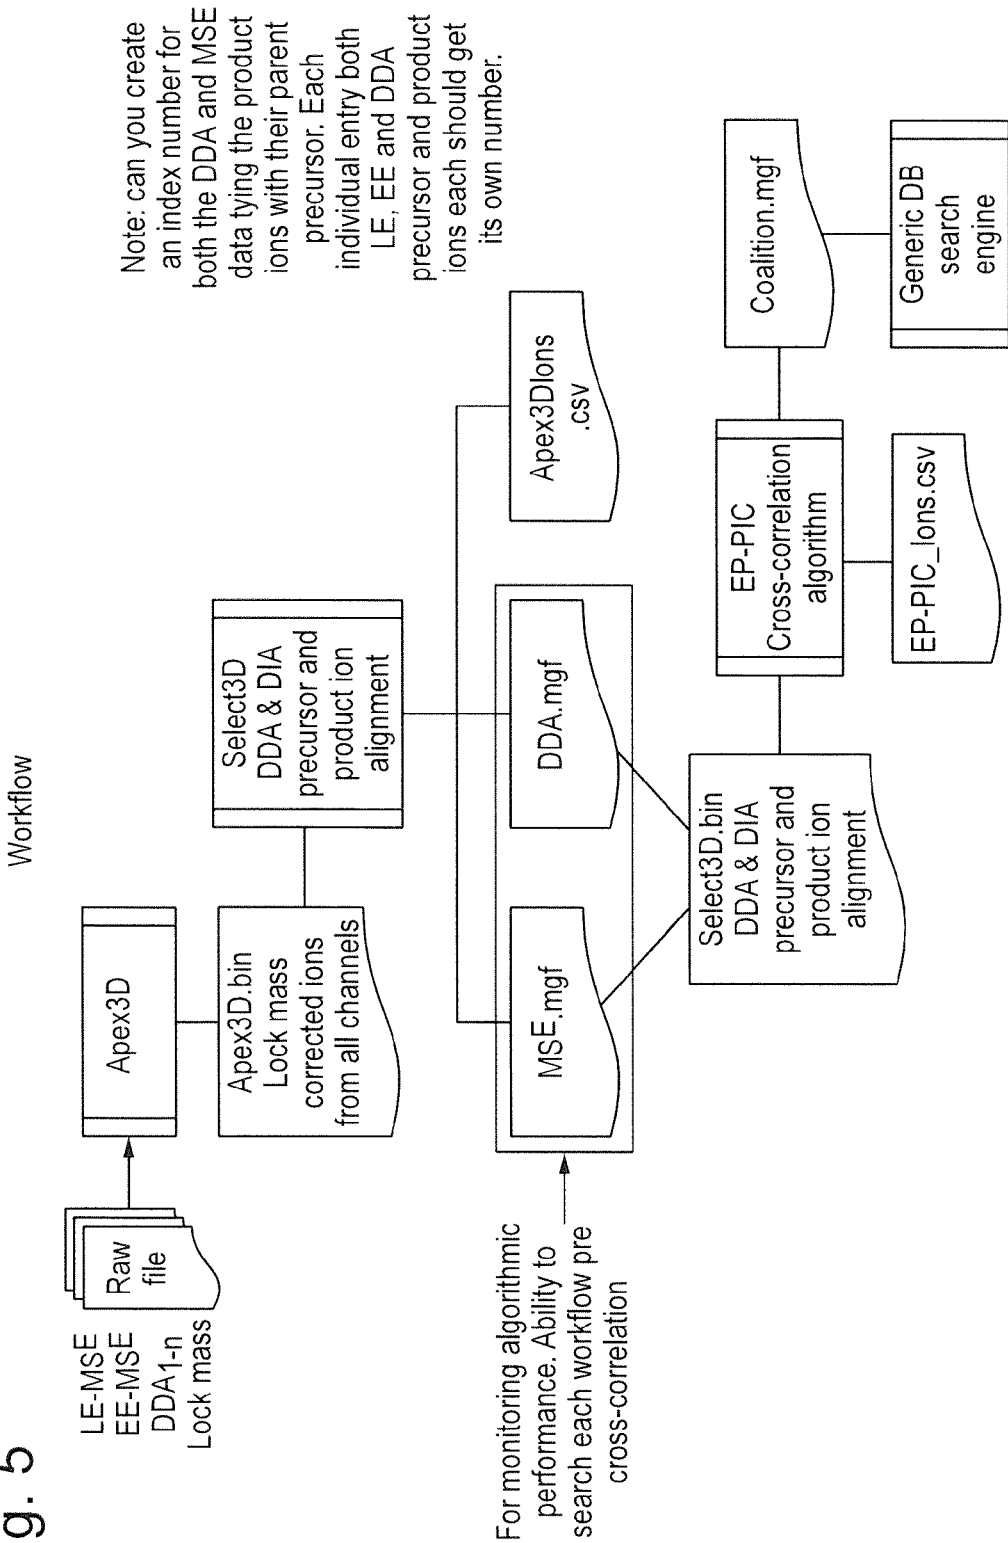 g. 5
Workflow
LE-MSE
EE-MSE
DDA1-n
Lock mass
Raw
file
Apex3D
Apex3D.bin
Lock mass
corrected ions
from all channels
Select3D
DDA & DIA
precursor and
product ion
alignment
Note: can you create
an index number for
both the DDA and MSE
data tying the product
ions with their parent
precursor. Each
individual entry both
LE, EE and DDA
precursor and product
ions each should get
its own number.
For monitoring algorithmic
performance. Ability to
search each workflow pre
cross-correlation
MSE.mgf
DDA.mgf
Apex3DIons
.csv
Select3D.bin
DDA & DIA
precursor and
product ion
alignment
EP-PIC
Cross-correlation
algorithm
EP-PIC_Ions.csv
Coalition.mgf
Generic DB
search
engine